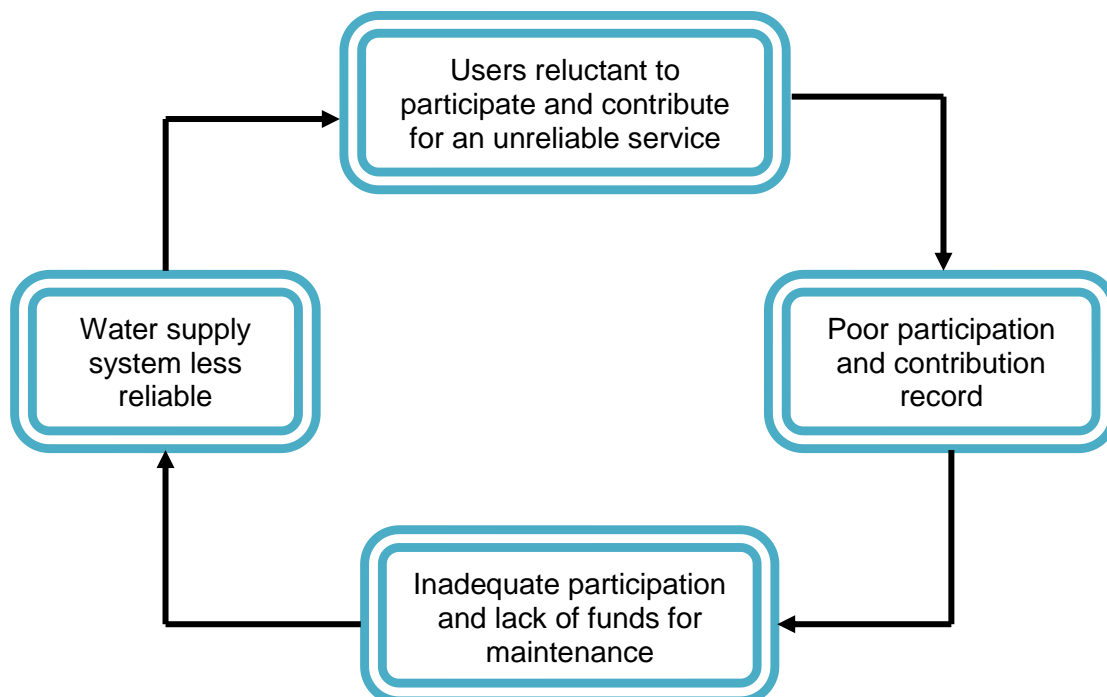 Users reluctant to
participate and contribute
for an unreliable service
Water supply
system less
reliable
Poor participation
and contribution
record
Inadequate participation
and lack of funds for
maintenance